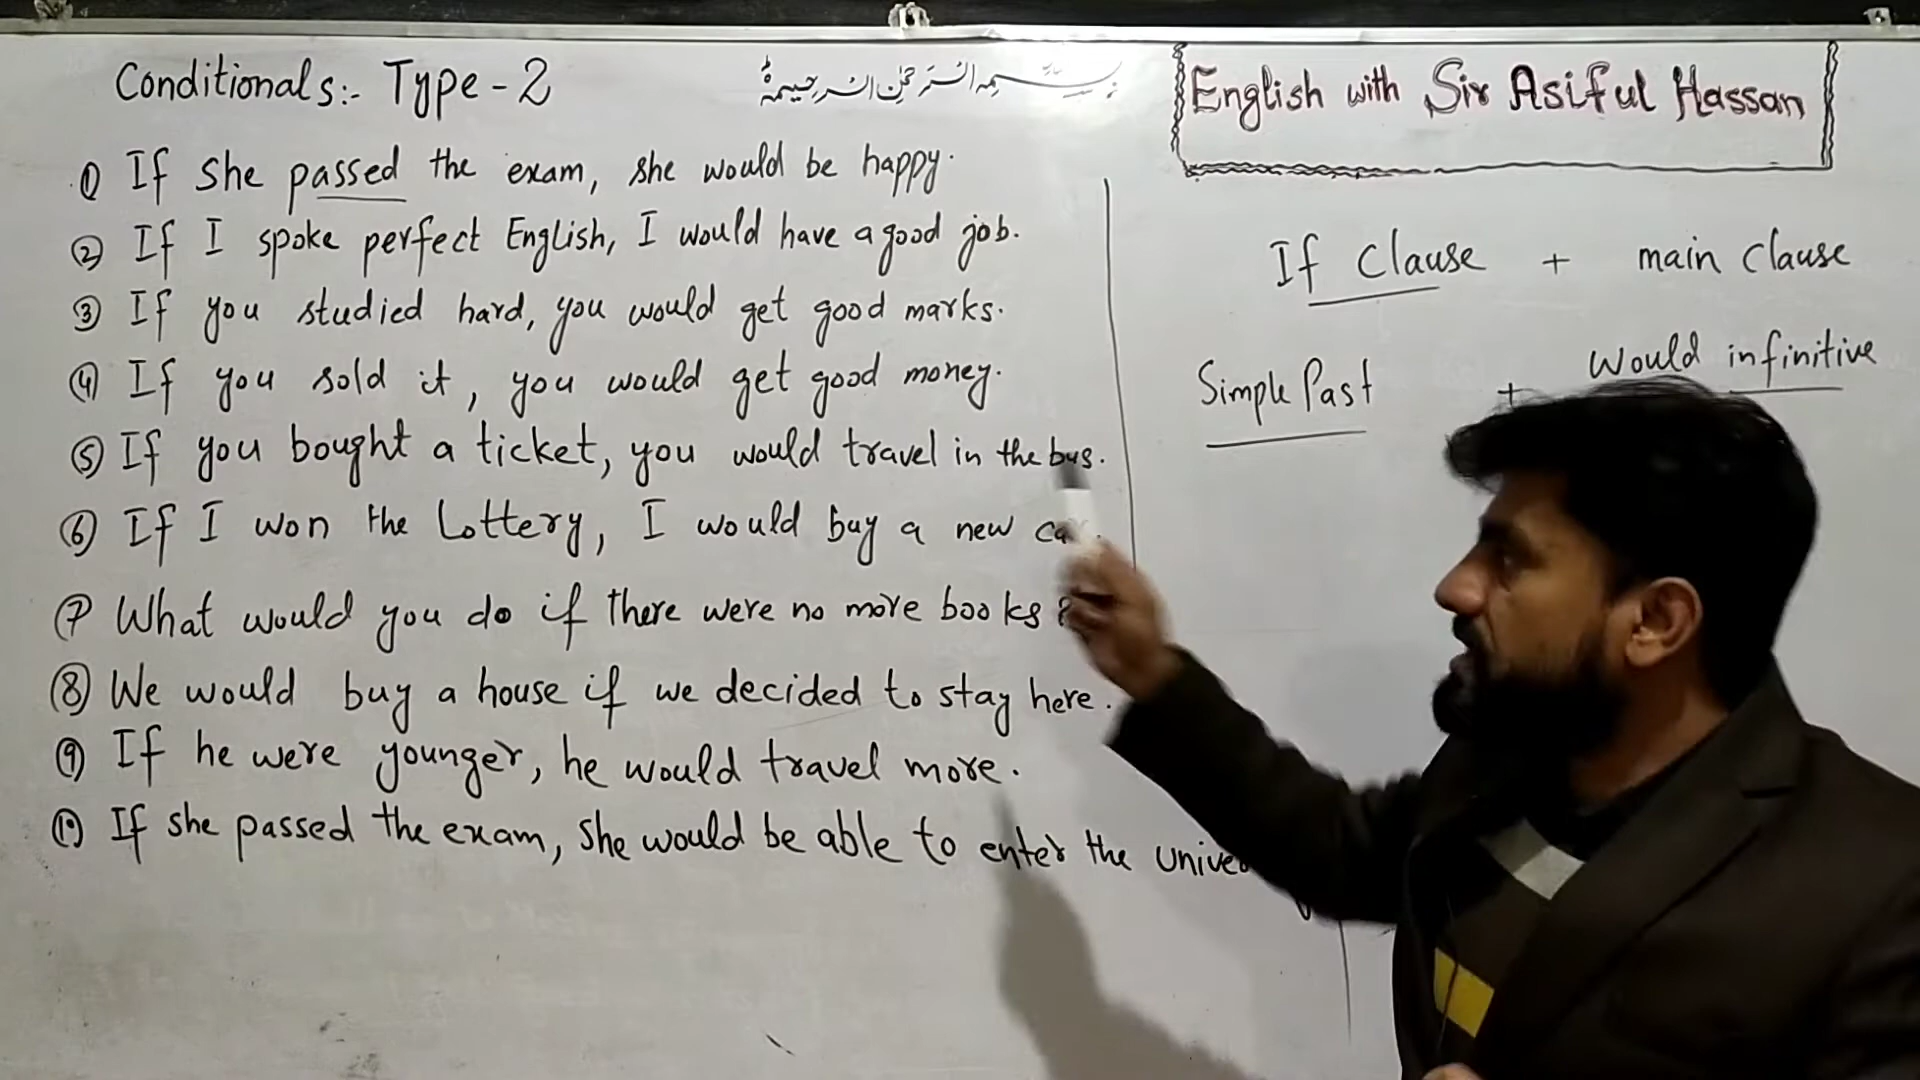 Conditionals:- Type-2
بسم الله الرحمن الرحیم
English with Sir Asiful Hassan
① If she passed the exam, she would be happy.
② If I spoke perfect English, I would have a good job.
③ If you studied hard, you would get good marks.
④ If you sold it, you would get good money.
⑤ If you bought a ticket, you would travel in the bus.
⑥ If I won the Lottery, I would buy a new car.
⑦ What would you do if there were no more books
⑧ We would buy a house if we decided to stay here.
⑨ If he were younger, he would travel more.
⑩ If she passed the exam, she would be able to enter the
If Clause + main clause
Simple Past + Would infinitive